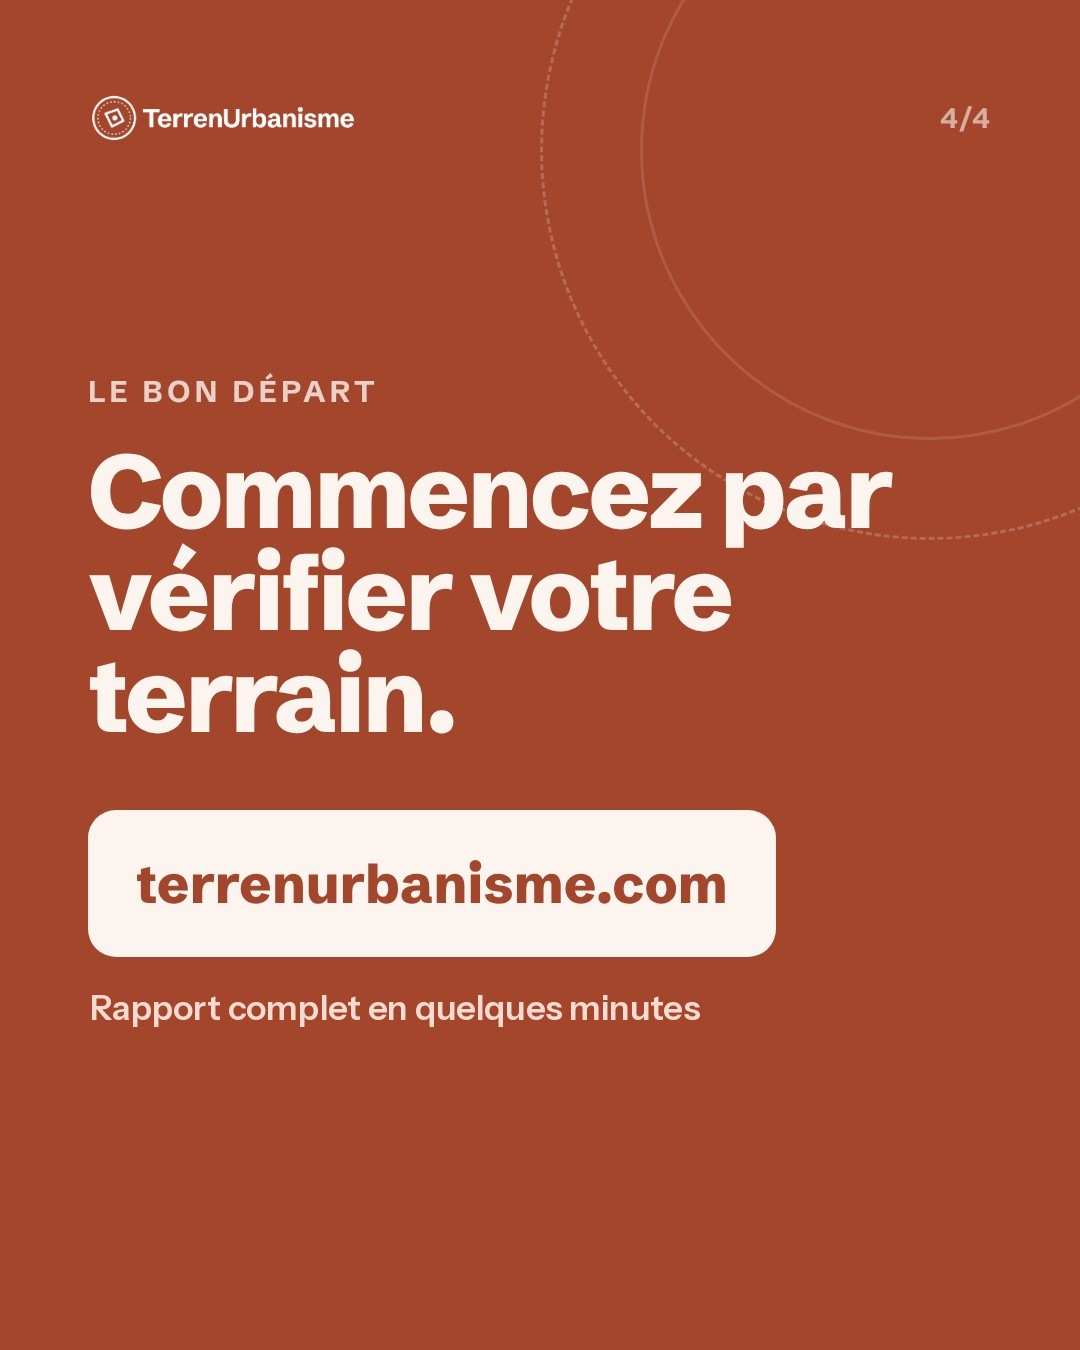 TerrenUrbanisme
4/4
LE BON DÉPART
Commencez par
vérifier votre
terrain.
terrenurbanisme.com
Rapport complet en quelques minutes